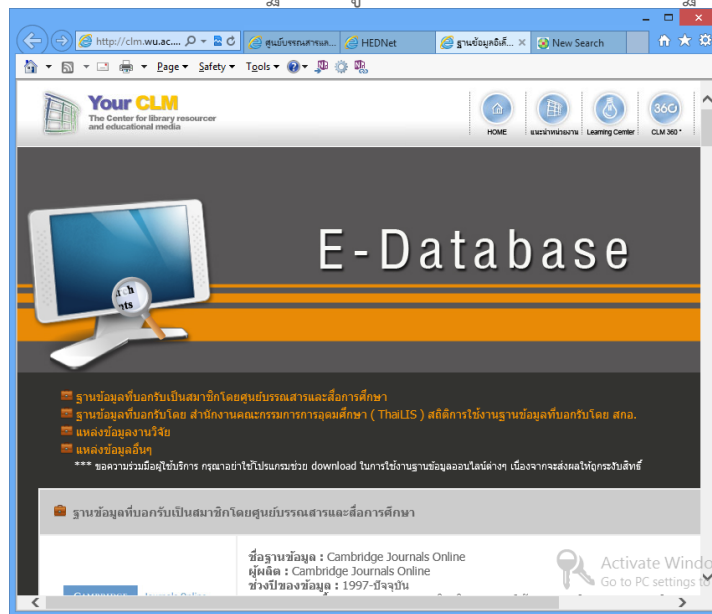 http://clm.wu.ac....
ศูนย์บรรณสารและ...
HEDNet
ฐานข้อมูลอิเล็...
New Search
Page
Safety
Tools
Your CLM
The Center for library resourcer
and educational media
HOME
แนะนำหน่วยงาน
Learning Center
360
CLM 360 °
E-Database
rch
nts
ฐานข้อมูลที่บอกรับเป็นสมาชิกโดยศูนย์บรรณสารและสื่อการศึกษา
ฐานข้อมูลที่บอกรับโดย สำนักงานคณะกรรมการการอุดมศึกษา ( ThaiLIS ) สถิติการใช้งานฐานข้อมูลที่บอกรับโดย สกอ.
แหล่งข้อมูลงานวิจัย
แหล่งข้อมูลอื่นๆ
*** ขอความร่วมมือผู้ใช้บริการ กรุณาอย่าใช้โปรแกรมช่วย download ในการใช้งานฐานข้อมูลออนไลน์ต่างๆ เนื่องจากจะส่งผลให้ถูกระงับสิทธิ์
ฐานข้อมูลที่บอกรับเป็นสมาชิกโดยศูนย์บรรณสารและสื่อการศึกษา
ชื่อฐานข้อมูล : Cambridge Journals Online
ผู้ผลิต : Cambridge Journals Online
ช่วงปีของข้อมูล : 1997-ปัจจุบัน
Activate Windo
Go to PC settings to